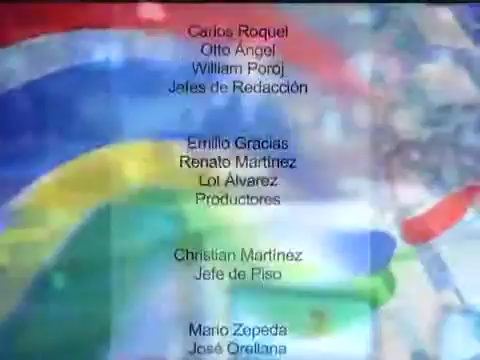 Carlos Roquel
Otto Ángel
William Poroj
Jefes de Redacción
Emilio Gracias
Renato Martínez
Lot Álvarez
Productores
Christian Martínez
Jefe de Piso
Mario Zepeda
José Orellana